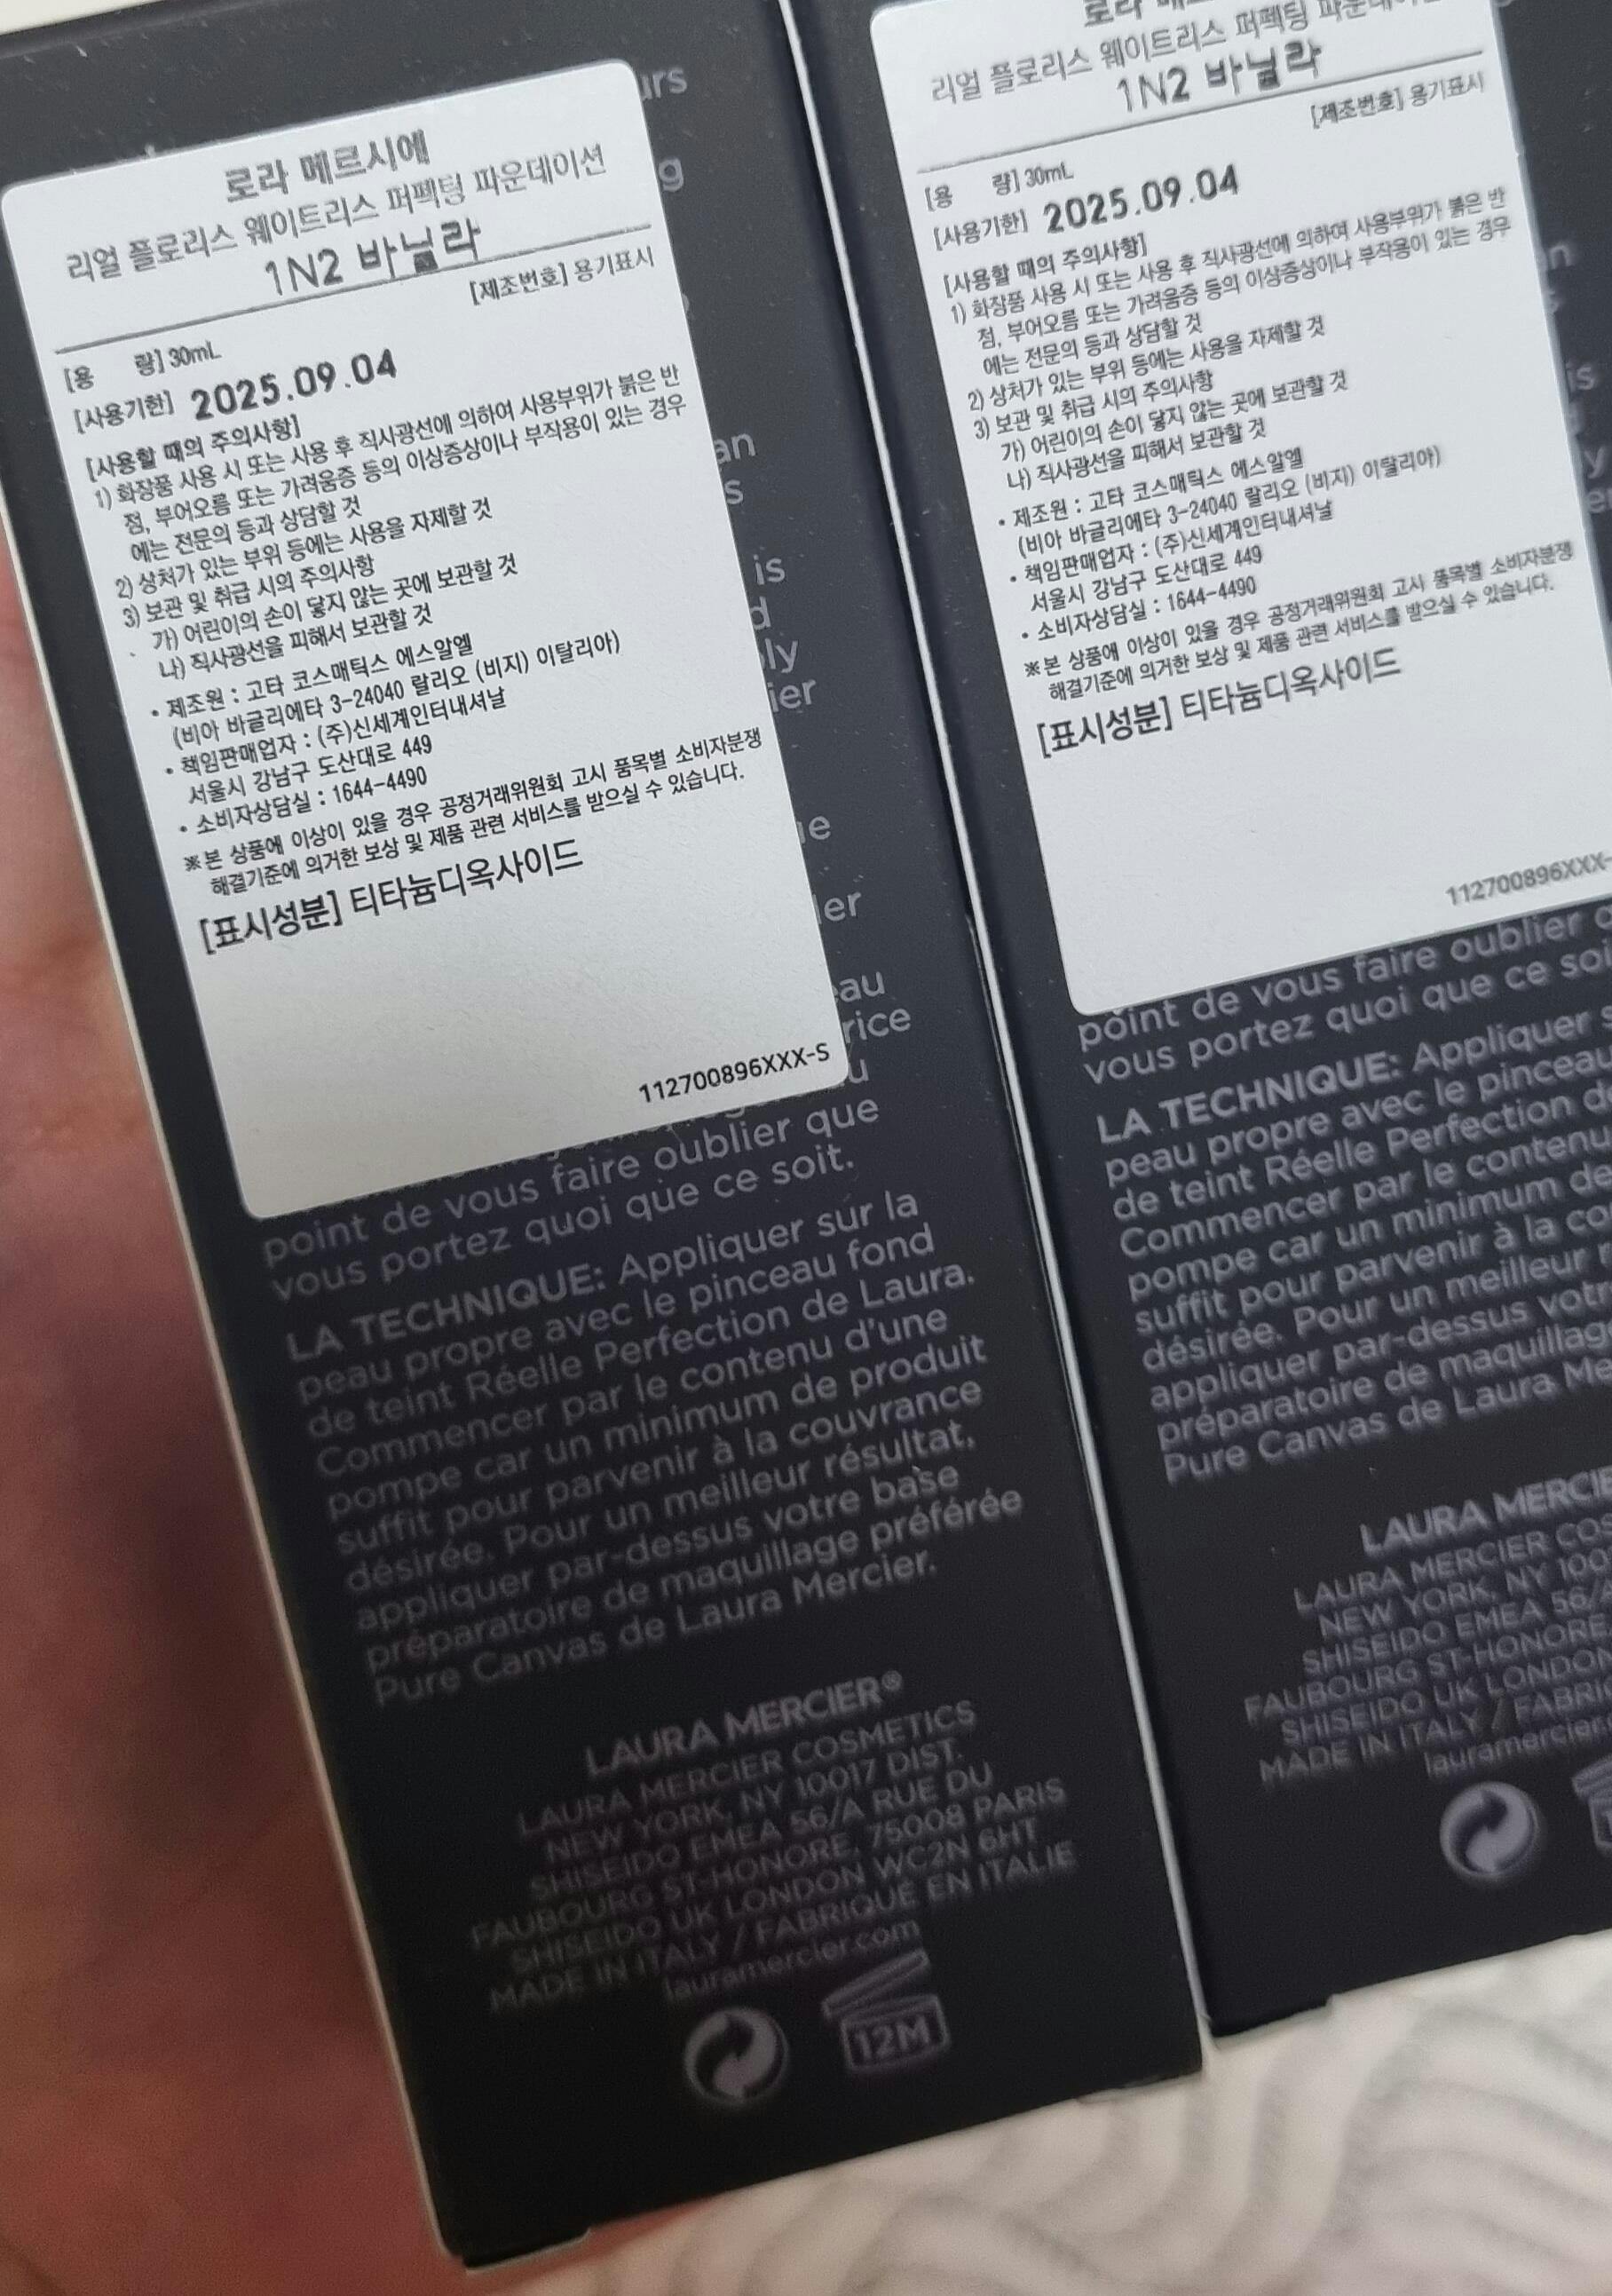 로라 메르시에
리얼 플로리스 웨이트리스 퍼펙팅 파운데이션
1N2 바닐라
[제조번호] 용기표시
[용 량] 30mL
[사용기한] 2025.09.04
[사용할 때의 주의사항]
1) 화장품 사용 시 또는 사용 후 직사광선에 의하여 사용부위가 붉은 반
점, 부어오름 또는 가려움증 등의 이상증상이나 부작용이 있는 경우
에는 전문의 등과 상담할 것
2) 상처가 있는 부위 등에는 사용을 자제할 것
3) 보관 및 취급 시의 주의사항
가) 어린이의 손이 닿지 않는 곳에 보관할 것
나) 직사광선을 피해서 보관할 것
• 제조원 : 고타 코스매틱스 에스알엘
(비아 바글리에타 3-24040 랄리오 (비지) 이탈리아)
• 책임판매업자 : (주)신세계인터내셔날
서울시 강남구 도산대로 449
• 소비자상담실 : 1644-4490
※본 상품에 이상이 있을 경우 공정거래위원회 고시 품목별 소비자분쟁
해결기준에 의거한 보상 및 제품 관련 서비스를 받으실 수 있습니다.
[표시성분] 티타늄디옥사이드
112700896XXX-S
point de vous faire oublier que
vous portez quoi que ce soit.
LA TECHNIQUE: Appliquer sur la
peau propre avec le pinceau fond
de teint Réelle Perfection de Laura.
Commencer par le contenu d'une
pompe car un minimum de produit
suffit pour parvenir à la couvrance
désirée. Pour un meilleur résultat,
appliquer par-dessus votre base
préparatoire de maquillage préférée
Pure Canvas de Laura Mercier.
LAURA MERCIER®
LAURA MERCIER COSMETICS
NEW YORK, NY 10017 DIST.
SHISEIDO EMEA 56/A RUE DU
FAUBOURG ST-HONORE, 75008 PARIS
SHISEIDO UK LONDON WC2N 6HT
MADE IN ITALY / FABRIQUÉ EN ITALIE
lauramercier.com
12M
로라
리얼 플로리스 웨이트리스 퍼펙팅
1N2 바닐라
[제조번호] 용기표시
[용 량] 30mL
[사용기한] 2025.09.04
[사용할 때의 주의사항]
1) 화장품 사용 시 또는 사용 후 직사광선에 의하여 사용부위가 붉은 반
점, 부어오름 또는 가려움증 등의 이상증상이나 부작용이 있는 경우
에는 전문의 등과 상담할 것
2) 상처가 있는 부위 등에는 사용을 자제할 것
3) 보관 및 취급 시의 주의사항
가) 어린이의 손이 닿지 않는 곳에 보관할 것
나) 직사광선을 피해서 보관할 것
• 제조원 : 고타 코스매틱스 에스알엘
(비아 바글리에타 3-24040 랄리오 (비지) 이탈리아)
• 책임판매업자 : (주)신세계인터내셔날
서울시 강남구 도산대로 449
• 소비자상담실 : 1644-4490
※본 상품에 이상이 있을 경우 공정거래위원회 고시 품목별 소비자분쟁
해결기준에 의거한 보상 및 제품 관련 서비스를 받으실 수 있습니다.
[표시성분] 티타늄디옥사이드
112700896XXX-
point de vous faire oublier
vous portez quoi que ce soi
LA TECHNIQUE: Appliquer
peau propre avec le pinceau
de teint Réelle Perfection
Commencer par le contenu
pompe car un minimum de
suffit pour parvenir à la
désirée. Pour un meilleur
appliquer par-dessus
préparatoire de maquillag
Pure Canvas de Laura Me
LAURA MERCIE
LAURA MERCIER COS
NEW YORK, NY 100
SHISEIDO EMEA 56/
FAUBOURG ST-HONORE
SHISEIDO UK LONDON
MADE IN ITALY / FABRI
lauramercier